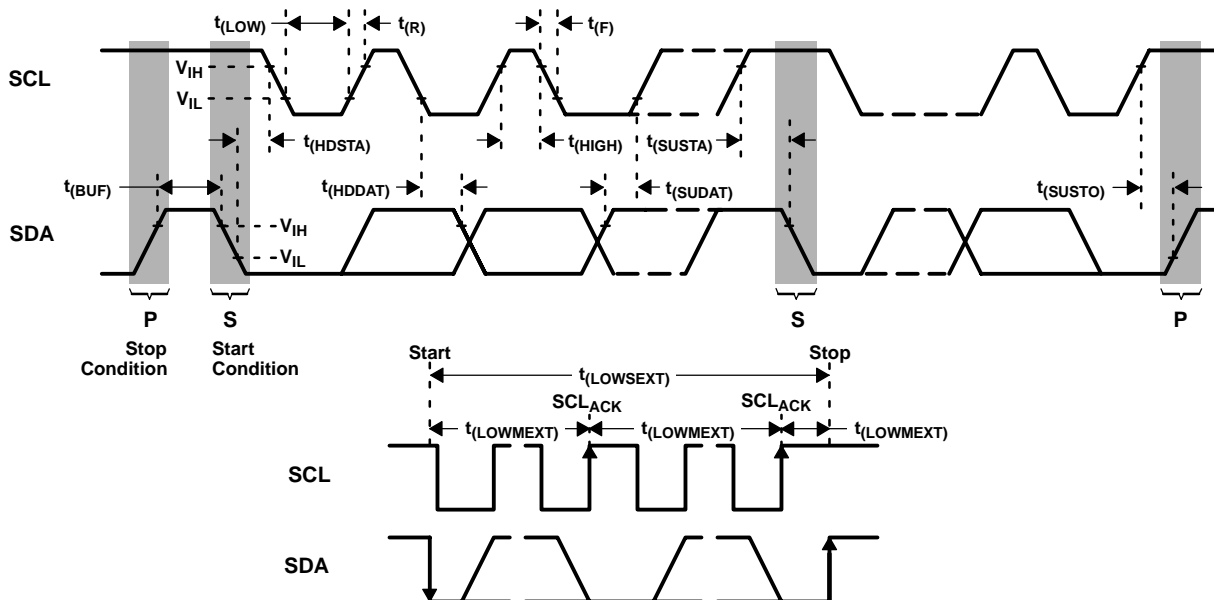 t(LOW) t(R) t(F)
SCL
VIH
VIL
t(HDSTA) t(HIGH) t(SUSTA)
t(BUF) t(HDDAT) t(SUDAT) t(SUSTO)
SDA
VIH
VIL
P S S P
Stop Condition
Start Condition
Start Stop
t(LOWSEXT)
SCLACK SCLACK
t(LOWMEXT) t(LOWMEXT) t(LOWMEXT)
SCL
SDA